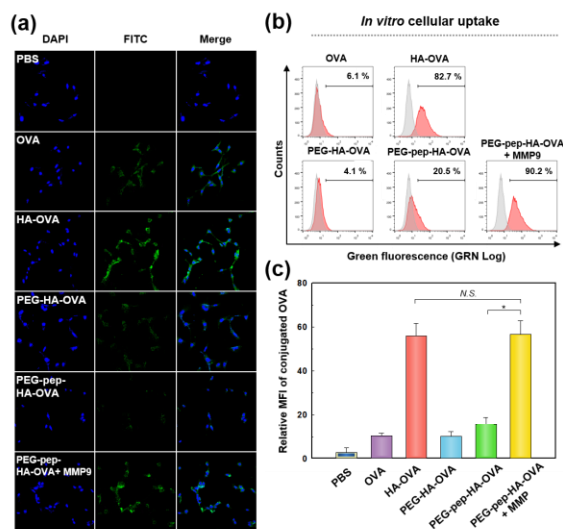 (a)
DAPI FITC Merge
PBS
OVA
HA-OVA
PEG-HA-OVA
PEG-pep-
HA-OVA
PEG-pep-
HA-OVA+ MMP9
(b)
In vitro cellular uptake
OVA HA-OVA
6.1 % 82.7 %
PEG-HA-OVA PEG-pep-HA-OVA PEG-pep-HA-OVA
+ MMP9
4.1 % 20.5 % 90.2 %
Counts
Green fluorescence (GRN Log)
(c)
Relative MFI of conjugated OVA
80
60
40
20
0
N.S.
*
PBS
OVA
HA-OVA
PEG-HA-OVA
PEG-pep-HA-OVA
PEG-pep-HA-OVA
+ MMP